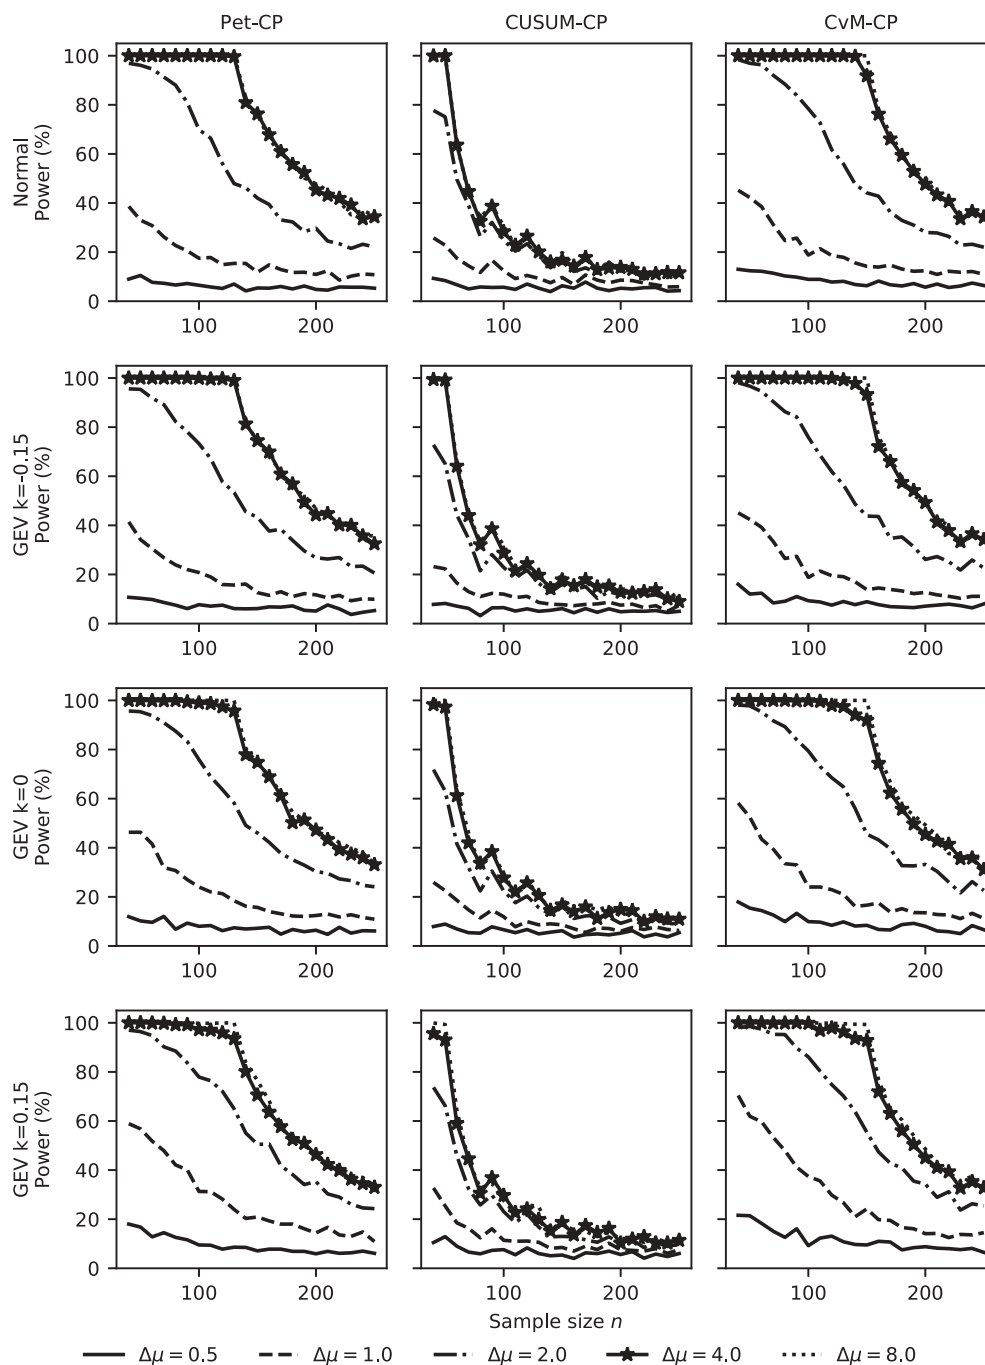 Pet-CP CUSUM-CP CvM-CP
Normal
Power (%)
100
80
60
40
20
0
100 200 100 200 100 200
GEV k=-0.15
Power (%)
100
80
60
40
20
0
100 200 100 200 100 200
GEV k=0
Power (%)
100
80
60
40
20
0
100 200 100 200 100 200
GEV k=0.15
Power (%)
100
80
60
40
20
0
100 200 100 200 100 200
Sample size n
Δμ = 0.5 Δμ = 1.0 Δμ = 2.0 Δμ = 4.0 Δμ = 8.0